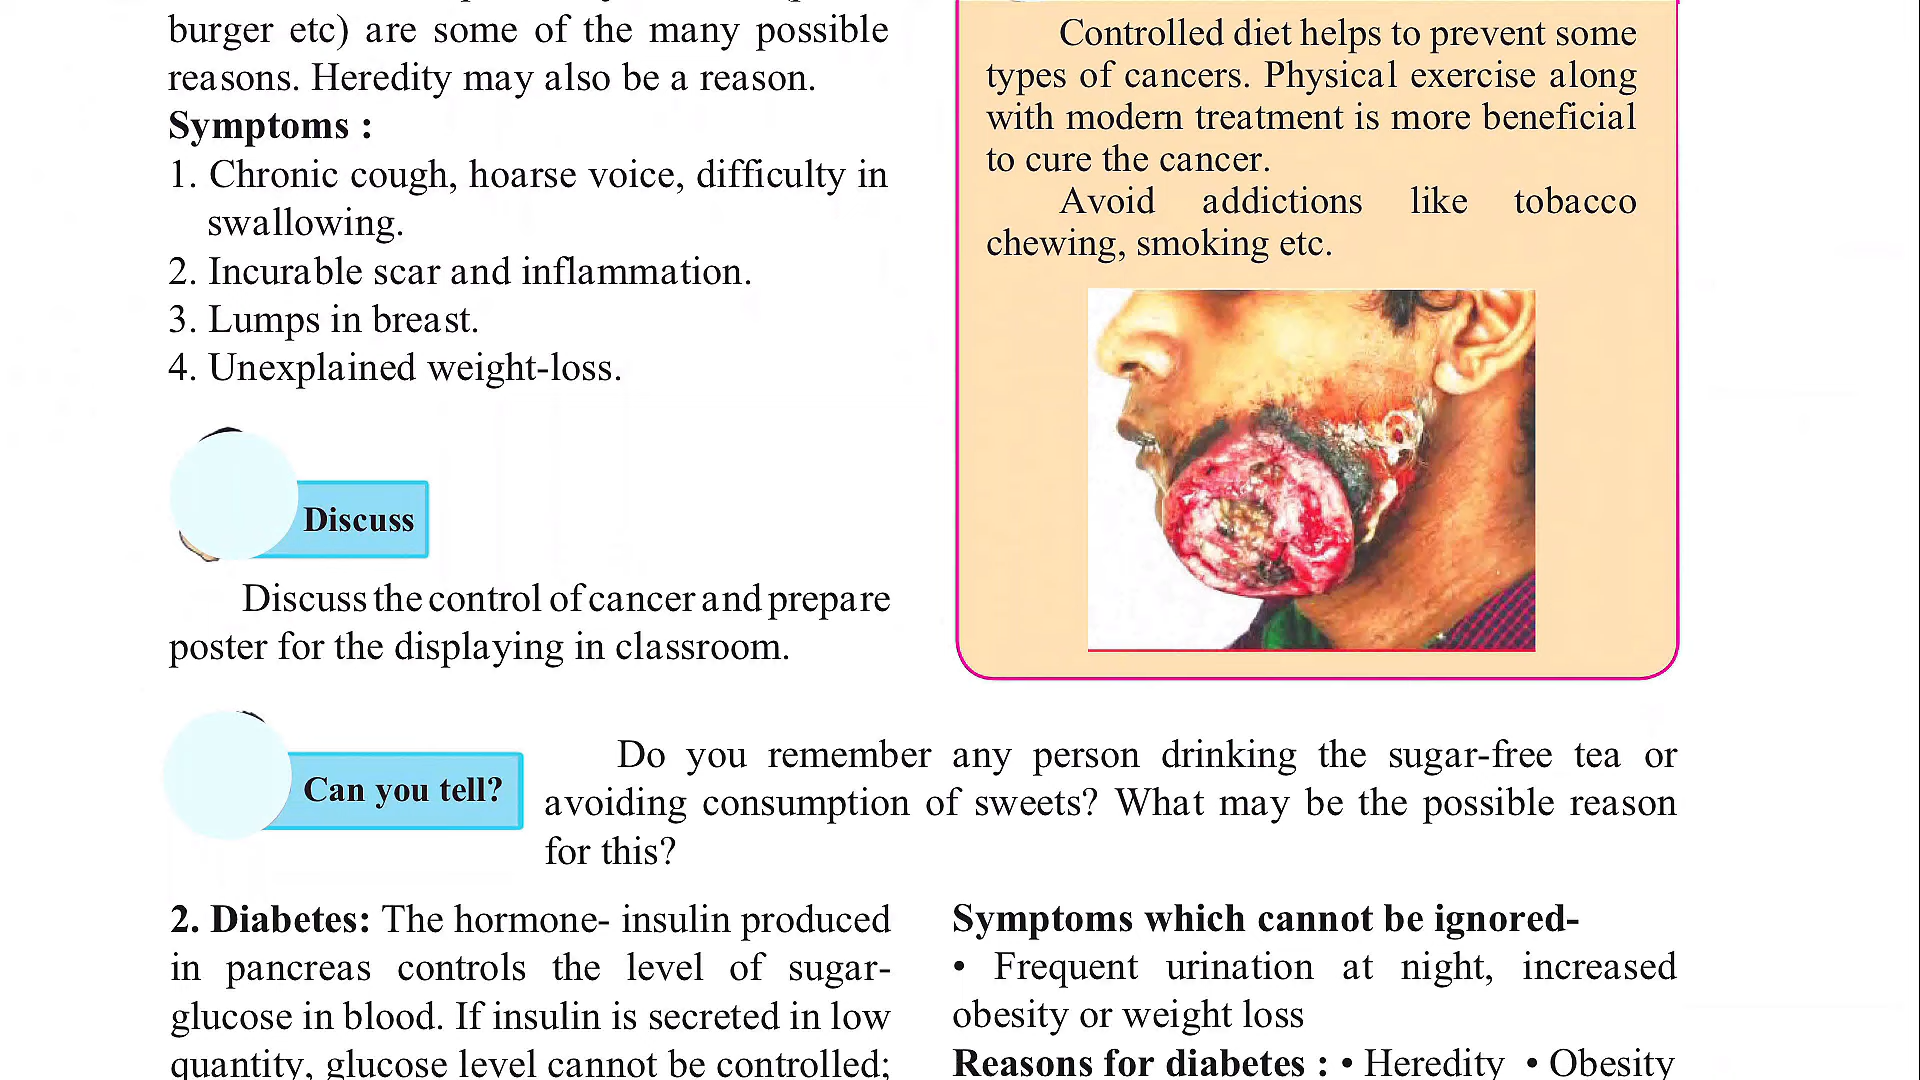 burger etc) are some of the many possible
reasons. Heredity may also be a reason.
Symptoms :
1. Chronic cough, hoarse voice, difficulty in
swallowing.
2. Incurable scar and inflammation.
3. Lumps in breast.
4. Unexplained weight-loss.
Discuss
Discuss the control of cancer and prepare
poster for the displaying in classroom.
Controlled diet helps to prevent some
types of cancers. Physical exercise along
with modern treatment is more beneficial
to cure the cancer.
Avoid addictions like tobacco
chewing, smoking etc.
Can you tell?
Do you remember any person drinking the sugar-free tea or
avoiding consumption of sweets? What may be the possible reason
for this?
2. Diabetes: The hormone- insulin produced
in pancreas controls the level of sugar-
glucose in blood. If insulin is secreted in low
quantity, glucose level cannot be controlled;
Symptoms which cannot be ignored-
• Frequent urination at night, increased
obesity or weight loss
Reasons for diabetes : • Heredity • Obesity